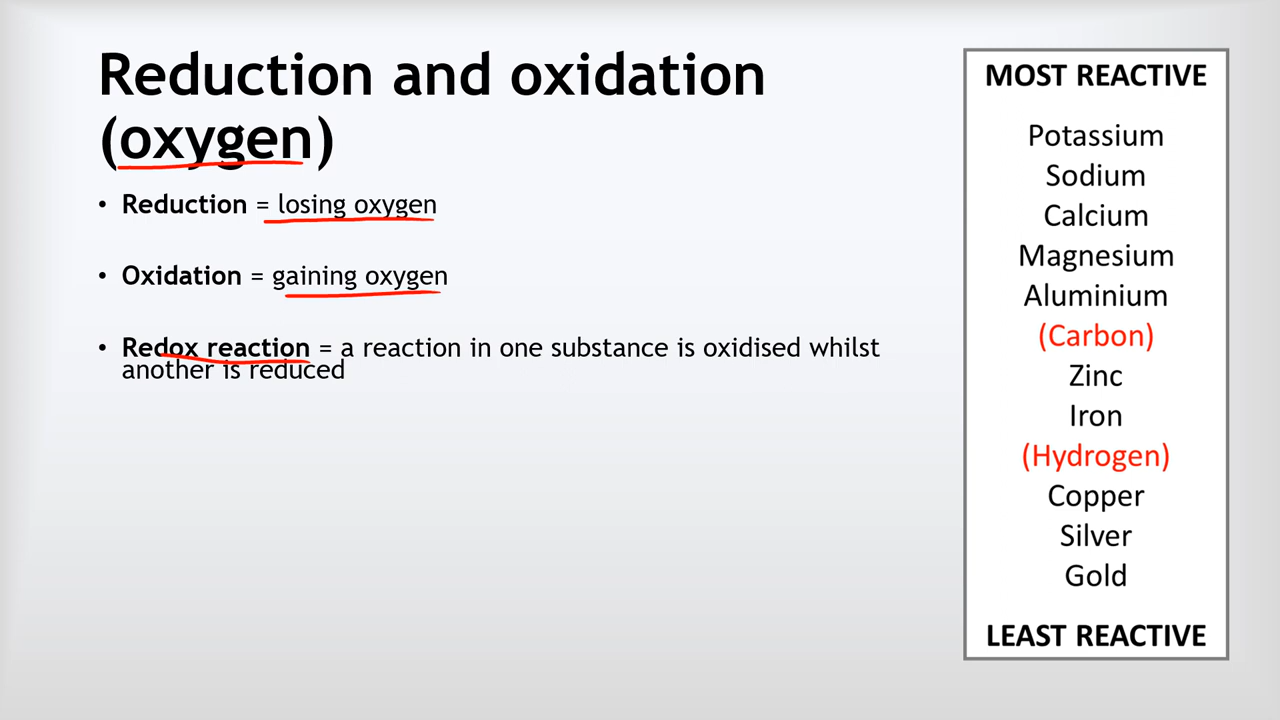 Reduction and oxidation
(oxygen)
• Reduction = losing oxygen
• Oxidation = gaining oxygen
• Redox reaction = a reaction in one substance is oxidised whilst
another is reduced
MOST REACTIVE
Potassium
Sodium
Calcium
Magnesium
Aluminium
(Carbon)
Zinc
Iron
(Hydrogen)
Copper
Silver
Gold
LEAST REACTIVE